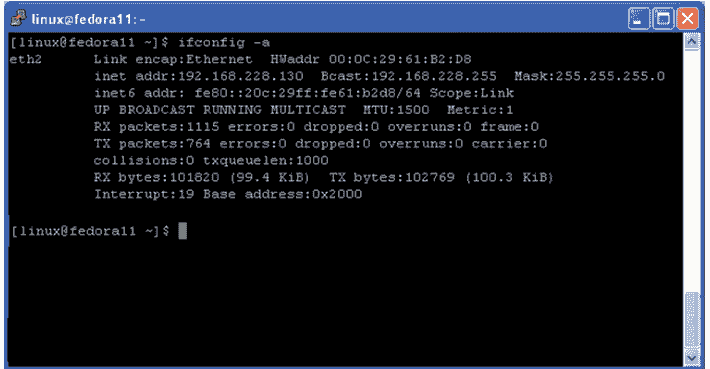 linux@fedora11:~
[linux@fedora11 ~]$ ifconfig -a
eth2 Link encap:Ethernet HWaddr 00:0C:29:61:B2:D8
inet addr:192.168.228.130 Bcast:192.168.228.255 Mask:255.255.255.0
inet6 addr: fe80::20c:29ff:fe61:b2d8/64 Scope:Link
UP BROADCAST RUNNING MULTICAST MTU:1500 Metric:1
RX packets:1115 errors:0 dropped:0 overruns:0 frame:0
TX packets:764 errors:0 dropped:0 overruns:0 carrier:0
collisions:0 txqueuelen:1000
RX bytes:101820 (99.4 KiB) TX bytes:102769 (100.3 KiB)
Interrupt:19 Base address:0x2000
[linux@fedora11 ~]$